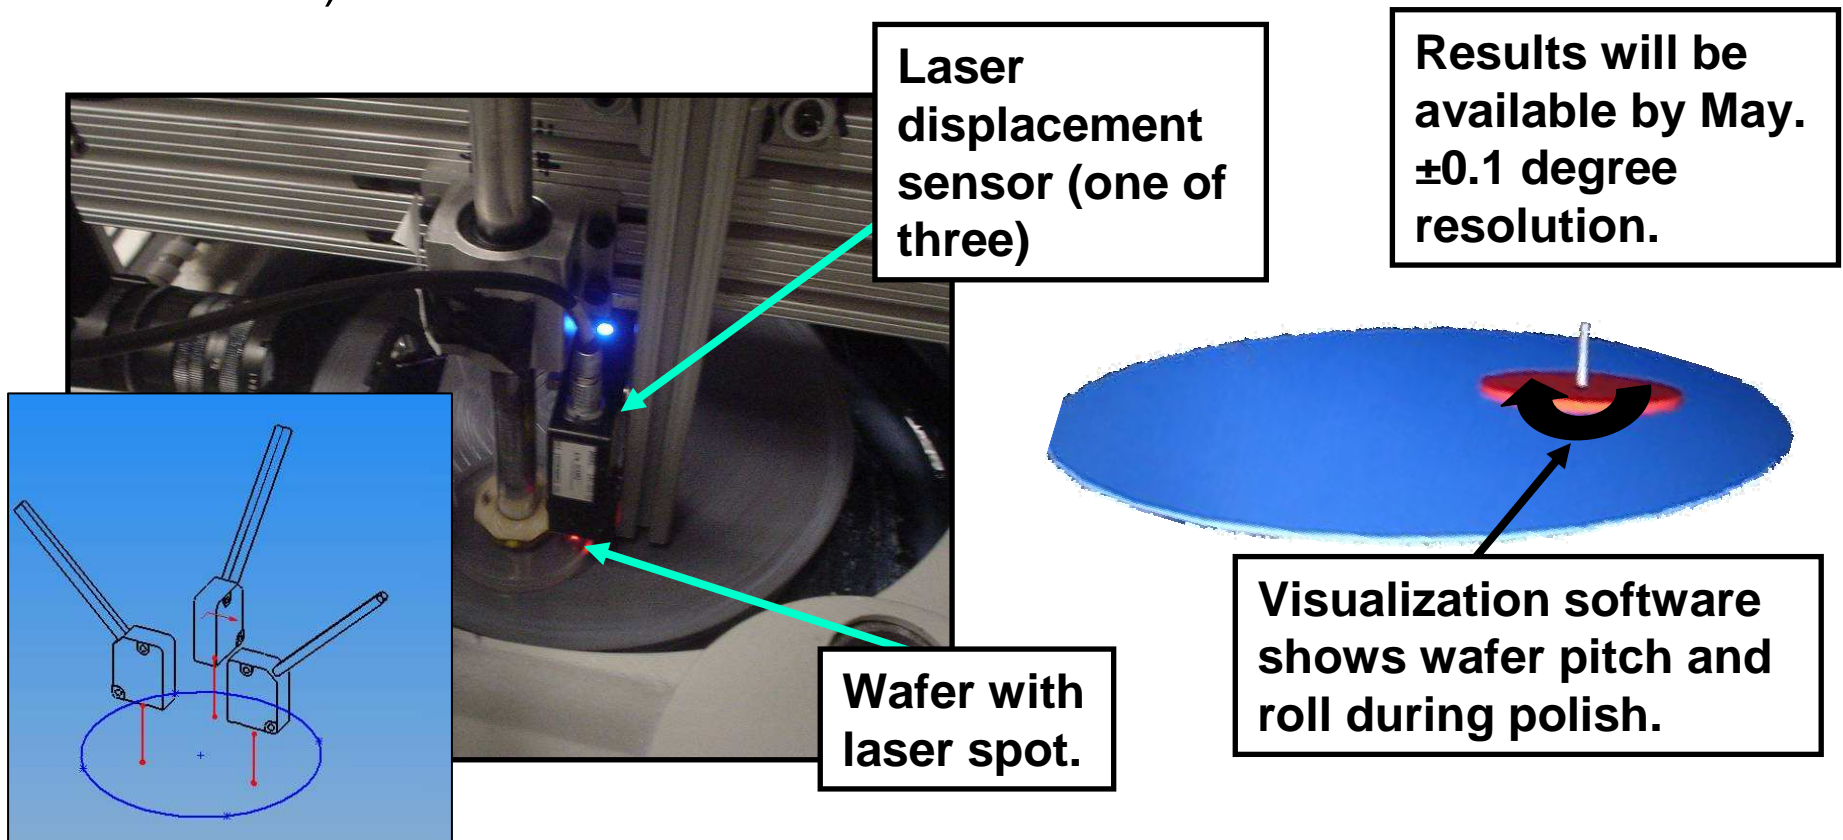 )
Laser
displacement
sensor (one of
three)
Results will be
available by May.
±0.1 degree
resolution.
Wafer with
laser spot.
Visualization software
shows wafer pitch and
roll during polish.